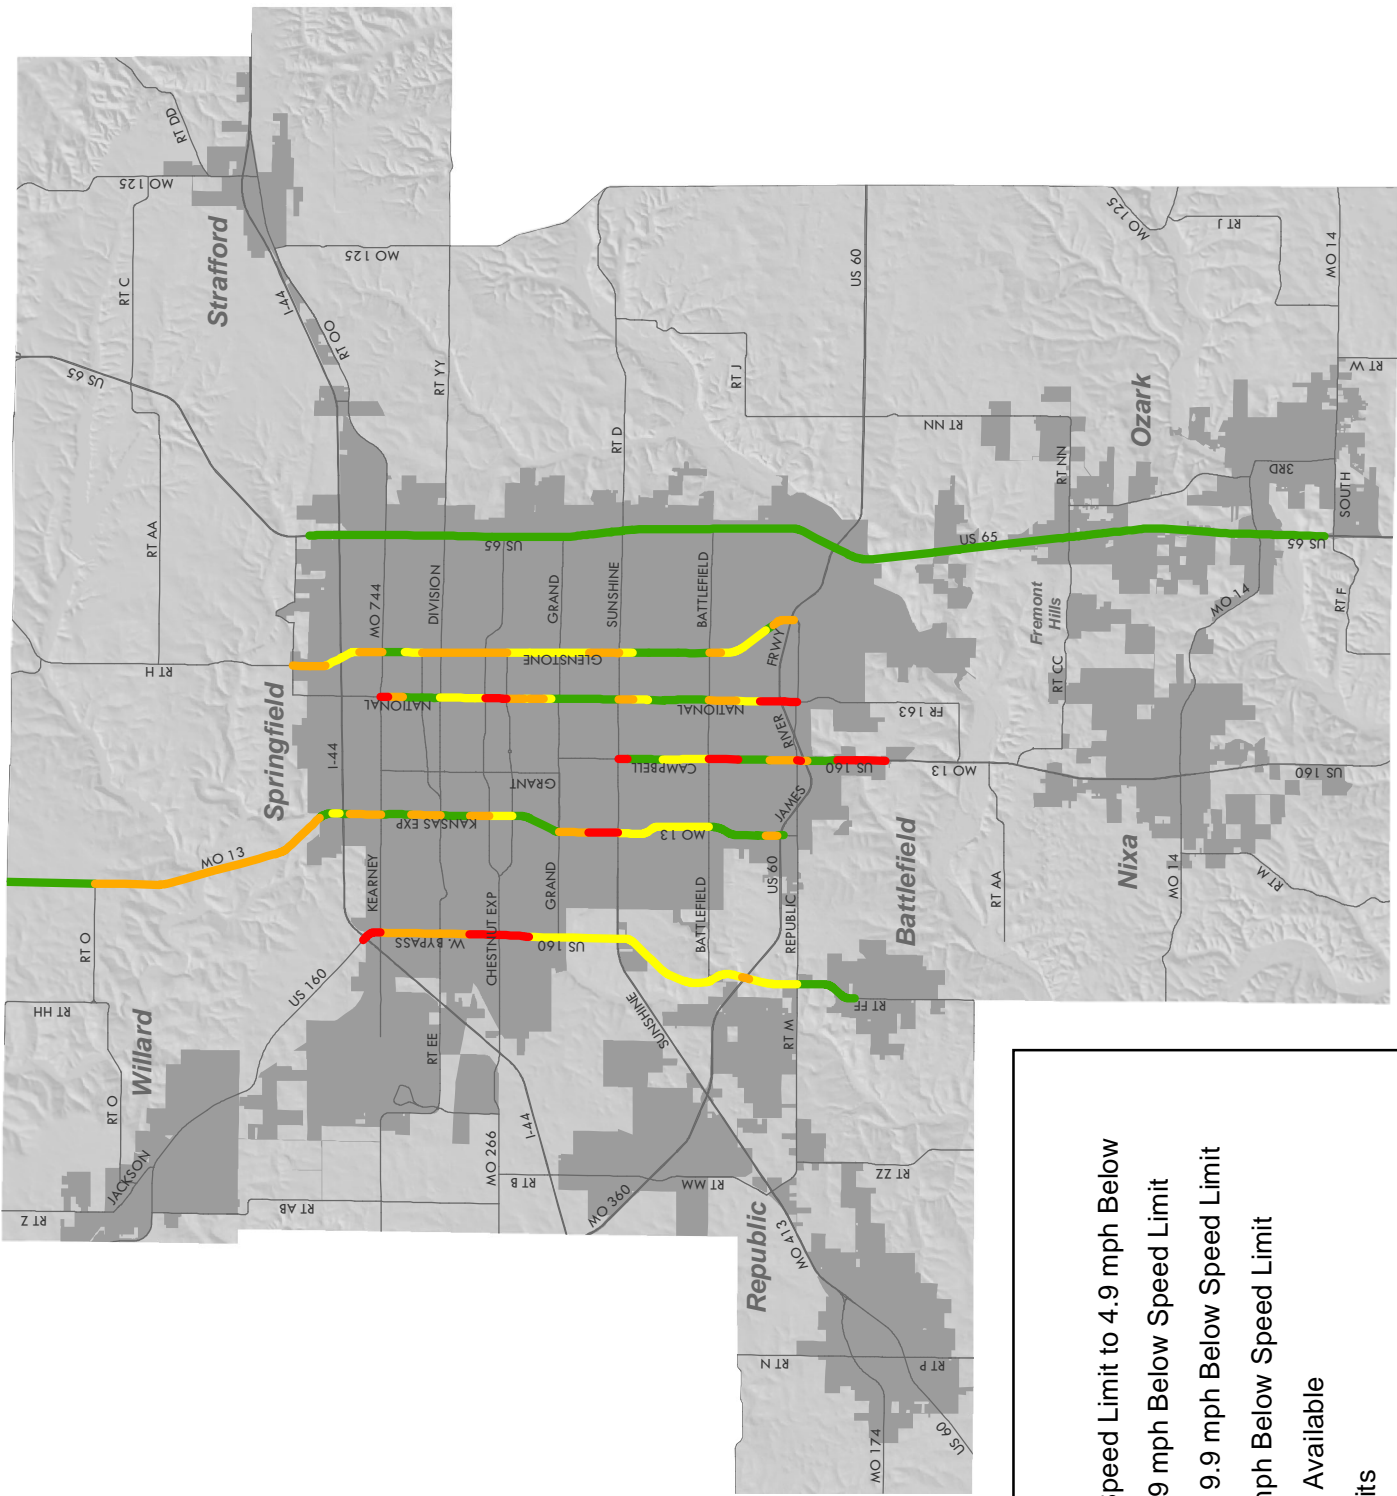 RT DD
MO 125
Strafford
RT C
I-44
MO 125
RT OO
RT YY
US 65
RT AA
RT H
US 60
MO 125
RT J
MO 14
RT J
RT D
RT NN
RT NN
Ozark
RT W
3RD
SOUTH
US 65
US 65
US 65
RT F
MO 14
Fremont
Hills
RT CC
MO 744
DIVISION
GRAND
SUNSHINE
BATTLEFIELD
GLENSTONE
FRWY
NATIONAL
NATIONAL
RIVER
FR 163
Springfield
I-44
GRANT
CAMPBELL
US 160
MO 13
US 160
KANSAS EXP
MO 13
JAMES
MO 13
KEARNEY
GRAND
CHESTNUT EXP
BATTLEFIELD
US 60
REPUBLIC
Battlefield
RT AA
Nixa
MO 14
RT M
RT O
W. BYPASS
US 160
US 160
RT HH
Willard
RT O
RT EE
SUNSHINE
RT M
RT FF
JACKSON
RT Z
RT AB
MO 266
I-44
RT B
MO 360
RT MM
RT ZZ
Republic
MO 413
RT N
RT P
MO 174
US 60
peed Limit to 4.9 mph Below
9 mph Below Speed Limit
9.9 mph Below Speed Limit
mph Below Speed Limit
Available
its